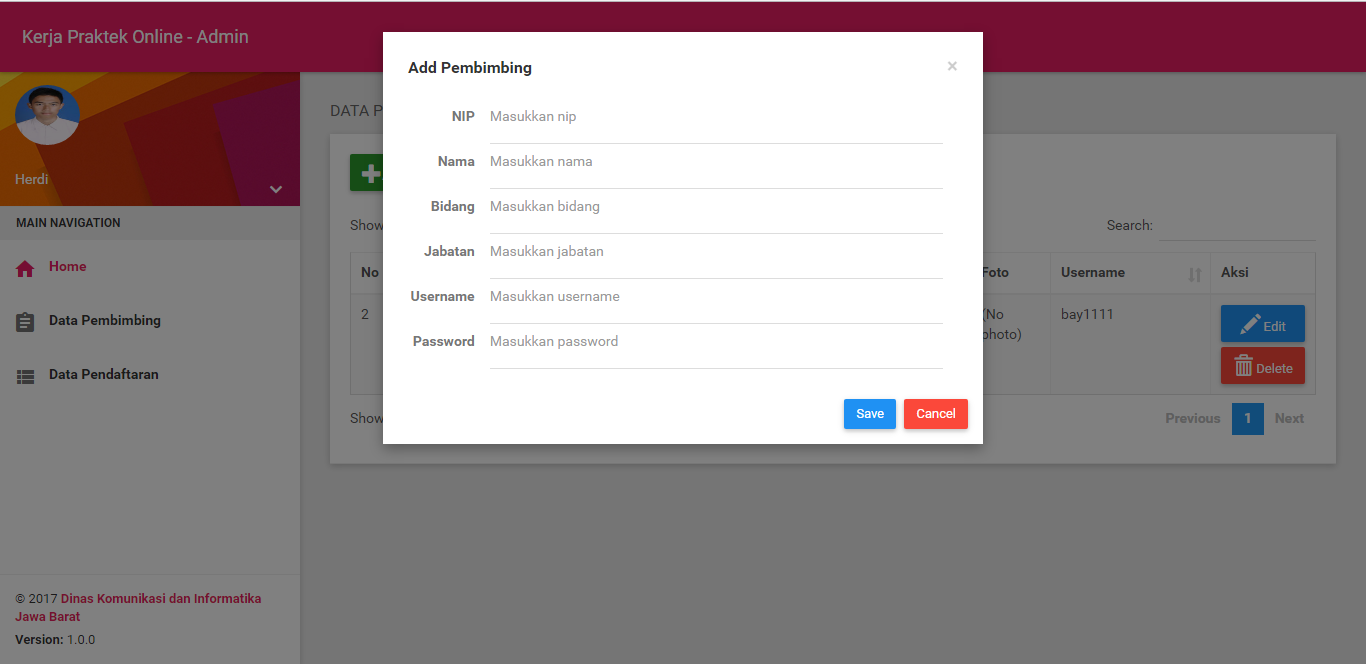 Kerja Praktek Online - Admin
Herdi
MAIN NAVIGATION
Home
Data Pembimbing
Data Pendaftaran
© 2017 Dinas Komunikasi dan Informatika
Jawa Barat
Version: 1.0.0
DATA P
Show
Search:
No
Foto
Username
Aksi
2
(No
photo)
bay1111
Edit
Delete
Show
Previous
1
Next
Add Pembimbing
×
NIP Masukkan nip
Nama Masukkan nama
Bidang Masukkan bidang
Jabatan Masukkan jabatan
Username Masukkan username
Password Masukkan password
Save
Cancel